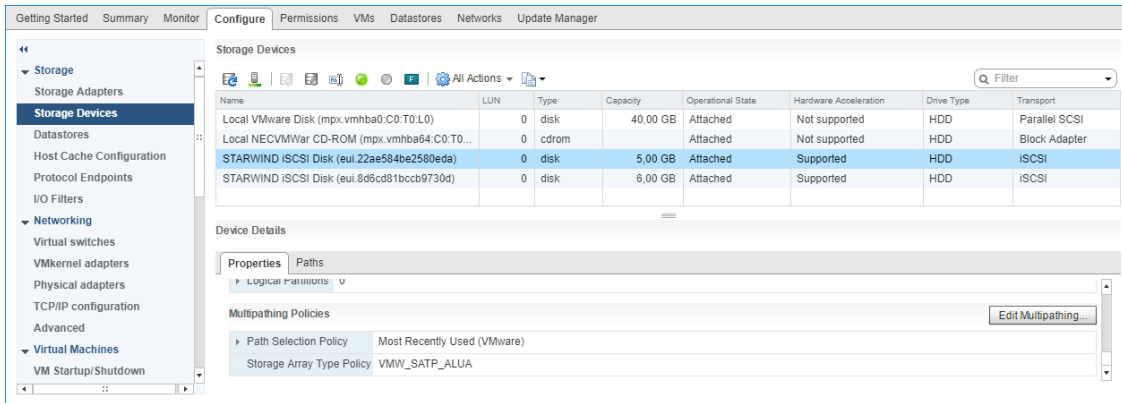 Getting Started Summary Monitor Configure Permissions VMs Datastores Networks Update Manager
Storage
Storage Adapters
Storage Devices
Datastores
Host Cache Configuration
Protocol Endpoints
I/O Filters
Networking
Virtual switches
VMkernel adapters
Physical adapters
TCP/IP configuration
Advanced
Virtual Machines
VM Startup/Shutdown
Storage Devices
All Actions Filter
Name LUN Type Capacity Operational State Hardware Acceleration Drive Type Transport
Local VMware Disk (mpx.vmhba0:C0:T0:L0) 0 disk 40,00 GB Attached Not supported HDD Parallel SCSI
Local NECVMWar CD-ROM (mpx.vmhba64:C0:T0... 0 cdrom Attached Not supported HDD Block Adapter
STARWIND iSCSI Disk (eui.22ae584be2580eda) 0 disk 5,00 GB Attached Supported HDD iSCSI
STARWIND iSCSI Disk (eui.8d6cd81bccb9730d) 0 disk 6,00 GB Attached Supported HDD iSCSI
Device Details
Properties Paths
Logical Partitions 0
Multipathing Policies Edit Multipathing...
Path Selection Policy Most Recently Used (VMware)
Storage Array Type Policy VMW_SATP_ALUA